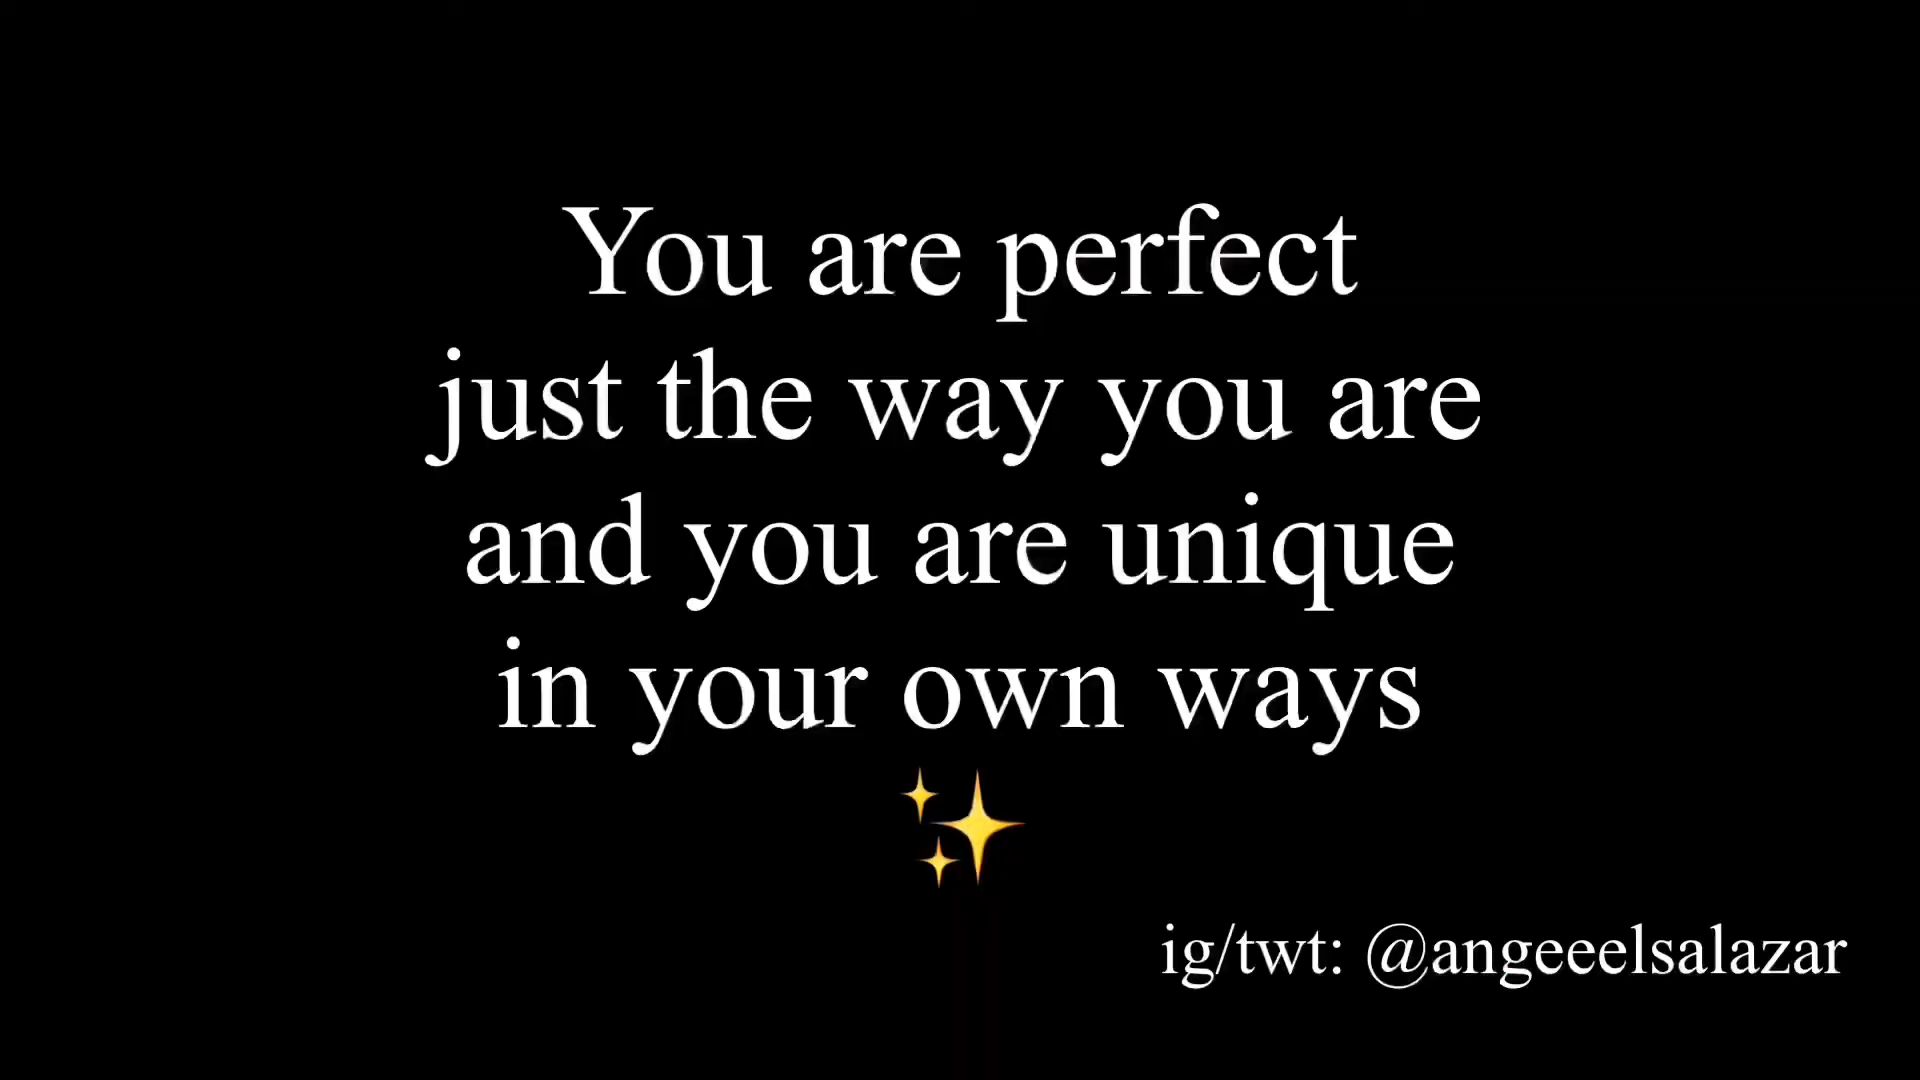 You are perfect
just the way you are
and you are unique
in your own ways
✨
ig/twt: @angeeelsalazar